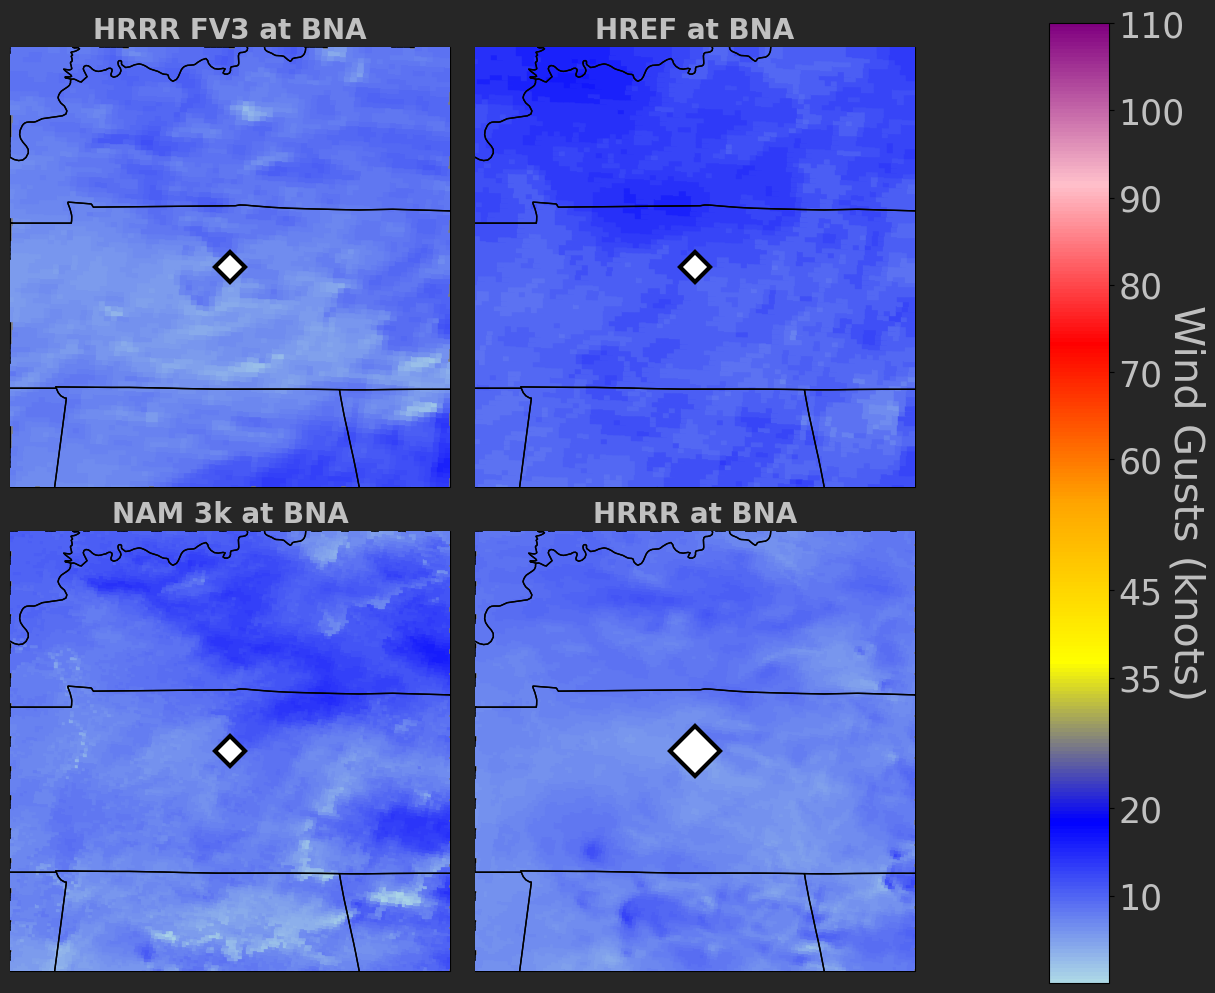 HRRR FV3 at BNA
HREF at BNA
NAM 3k at BNA
HRRR at BNA
110
100
90
80
70
60
45
35
20
10
Wind Gusts (knots)